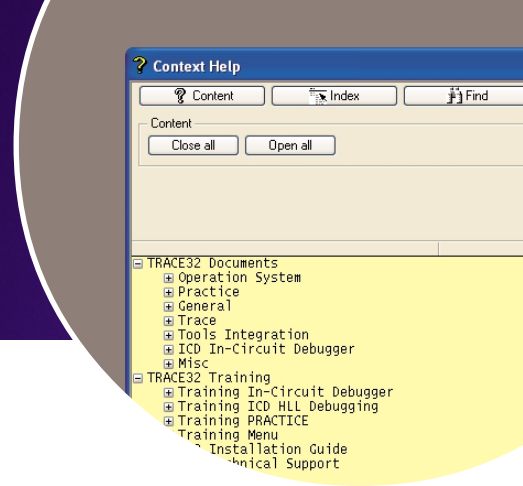 Context Help
Content Index Find
Content
Close all Open all
TRACE32 Documents
Operation System
Practice
General
Trace
Tools Integration
ICD In-Circuit Debugger
Misc
TRACE32 Training
Training In-Circuit Debugger
Training ICD HLL Debugging
Training PRACTICE
Training Menu
Installation Guide
Support